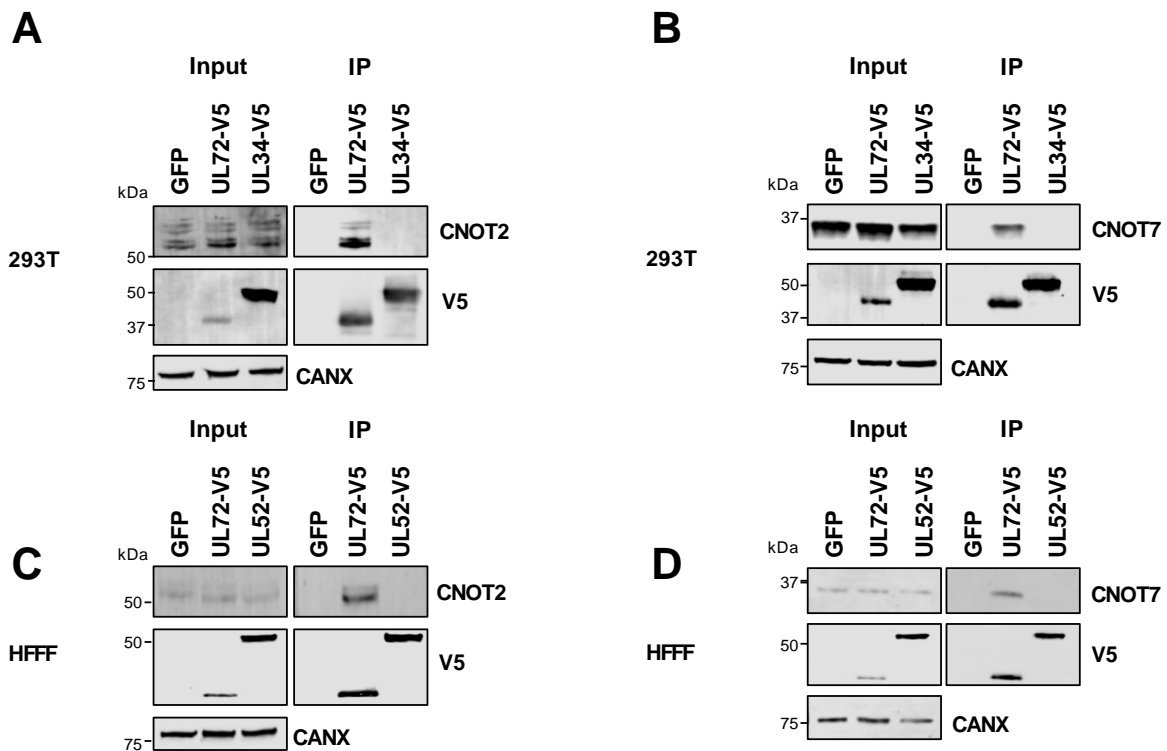 A
Input IP
GFP UL72-V5 UL34-V5 GFP UL72-V5 UL34-V5
kDa
CNOT2
50
293T
50
37
V5
75
CANX
B
Input IP
GFP UL72-V5 UL34-V5 GFP UL72-V5 UL34-V5
kDa
37
CNOT7
293T
50
37
V5
75
CANX
C
Input IP
GFP UL72-V5 UL52-V5 GFP UL72-V5 UL52-V5
kDa
50
CNOT2
HFFF
50
V5
75
CANX
D
Input IP
GFP UL72-V5 UL52-V5 GFP UL72-V5 UL52-V5
kDa
37
CNOT7
HFFF
50
V5
75
CANX